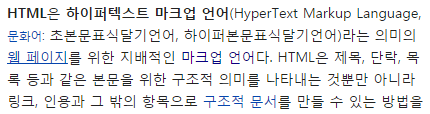 HTML은 하이퍼텍스트 마크업 언어(HyperText Markup Language,
문화어: 초본문표식달기언어, 하이퍼본문표식달기언어)라는 의미의
웹 페이지를 위한 지배적인 마크업 언어다. HTML은 제목, 단락, 목
록 등과 같은 본문을 위한 구조적 의미를 나타내는 것뿐만 아니라
링크, 인용과 그 밖의 항목으로 구조적 문서를 만들 수 있는 방법을